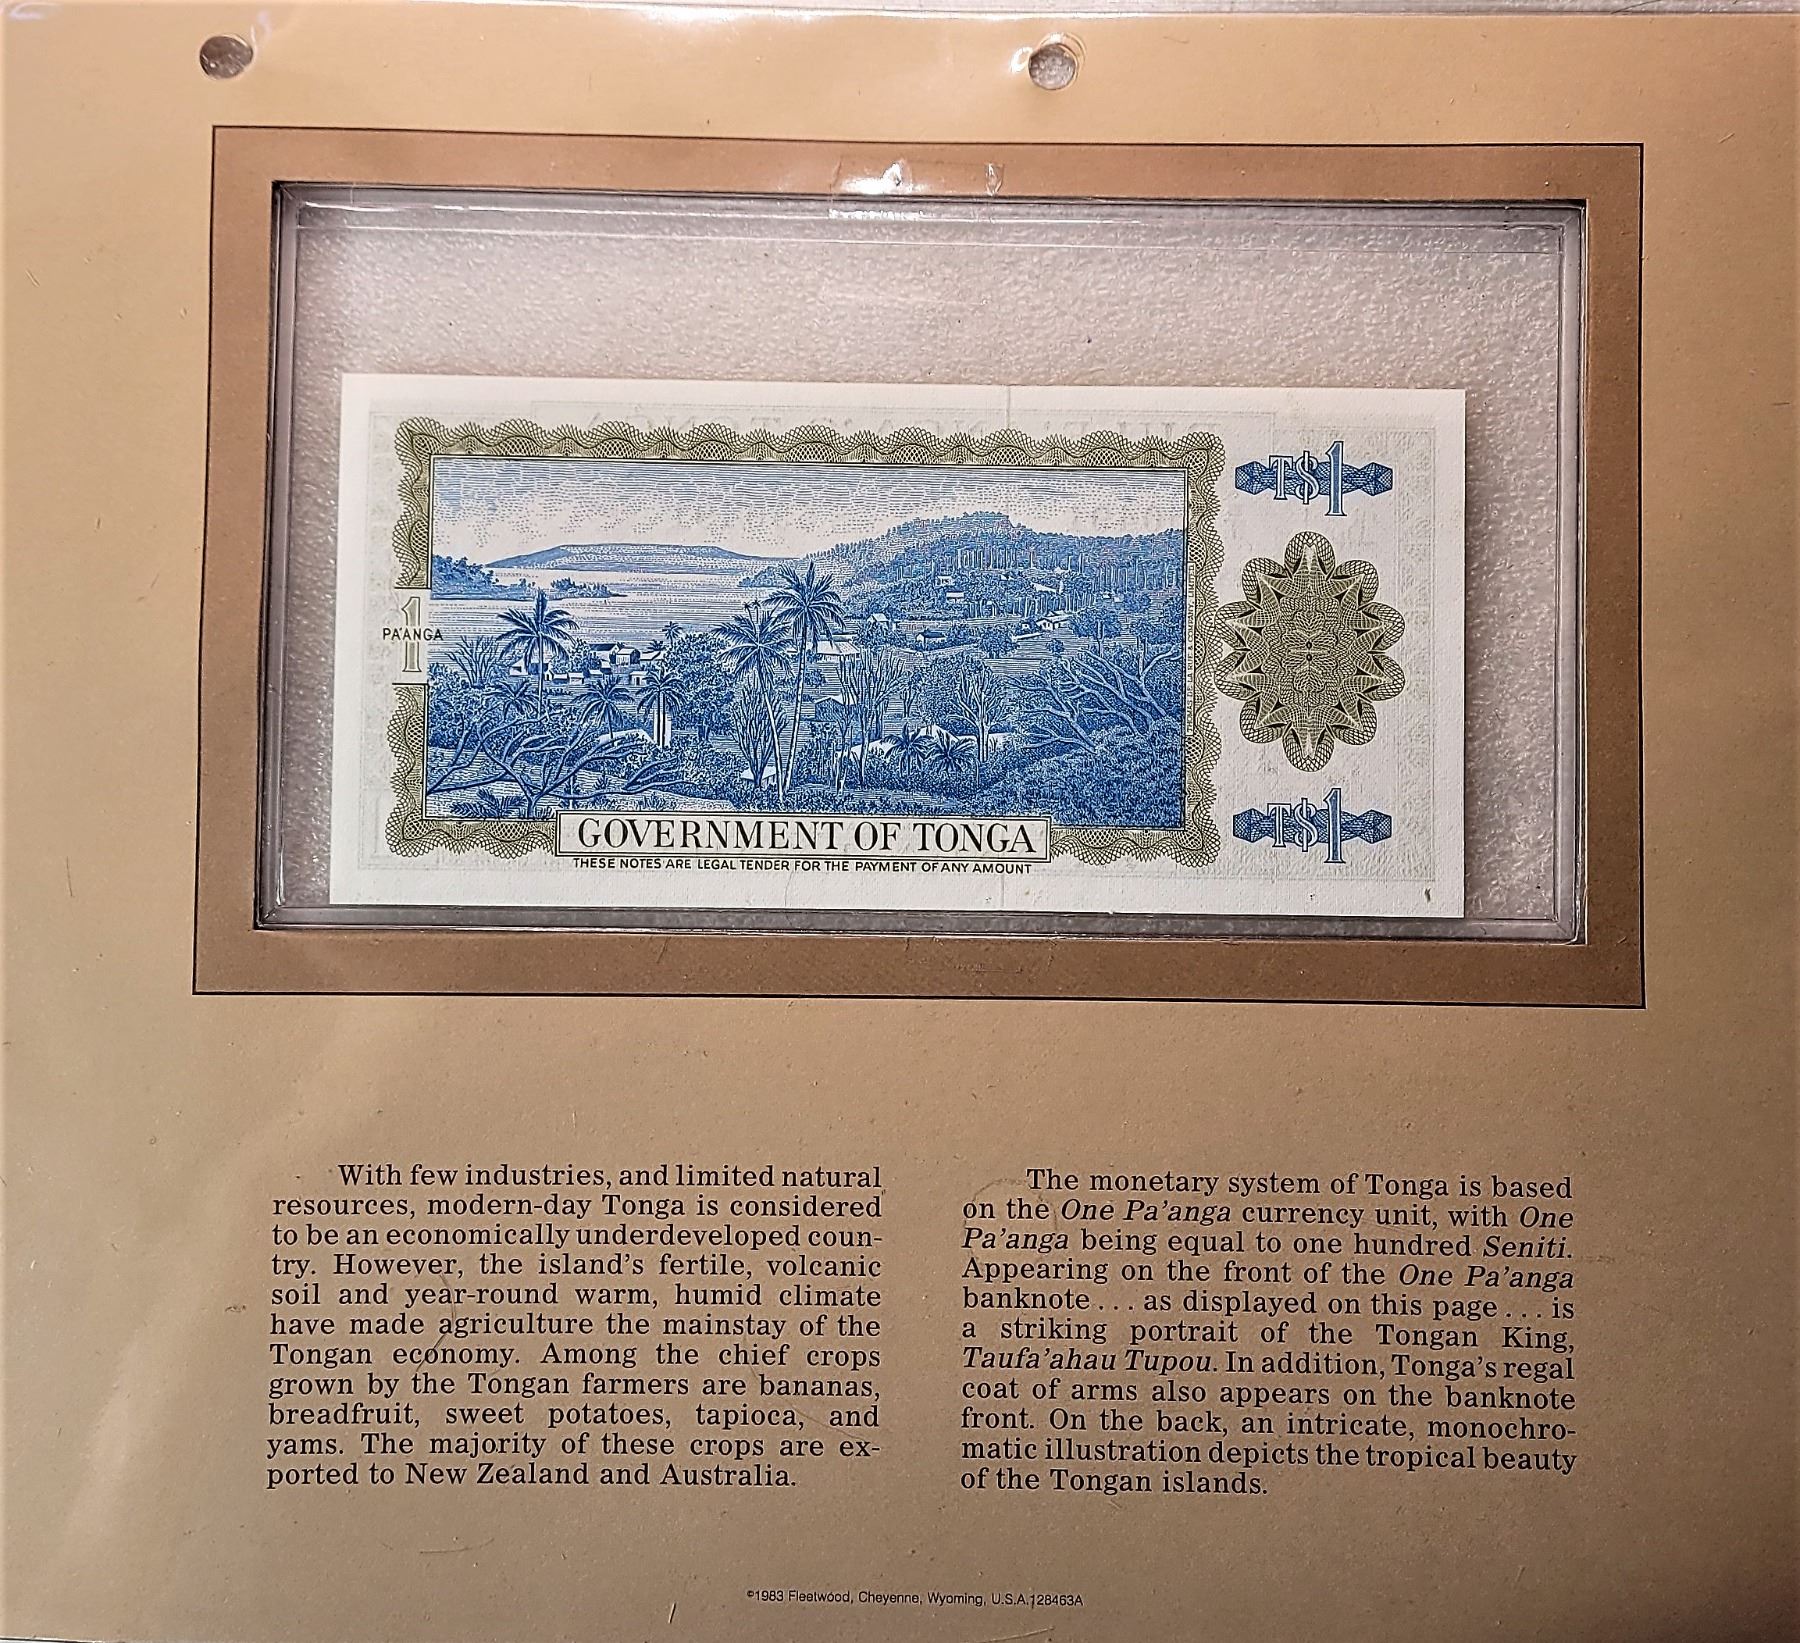 T$1
1
PA'ANGA
T$1
GOVERNMENT OF TONGA
THESE NOTES ARE LEGAL TENDER FOR THE PAYMENT OF ANY AMOUNT
With few industries, and limited natural
resources, modern-day Tonga is considered
to be an economically underdeveloped coun-
try. However, the island's fertile, volcanic
soil and year-round warm, humid climate
have made agriculture the mainstay of the
Tongan economy. Among the chief crops
grown by the Tongan farmers are bananas,
breadfruit, sweet potatoes, tapioca, and
yams. The majority of these crops are ex-
ported to New Zealand and Australia.
The monetary system of Tonga is based
on the One Pa'anga currency unit, with One
Pa'anga being equal to one hundred Seniti.
Appearing on the front of the One Pa'anga
banknote . . . as displayed on this page . . . is
a striking portrait of the Tongan King,
Taufa'ahau Tupou. In addition, Tonga's regal
coat of arms also appears on the banknote
front. On the back, an intricate, monochro-
matic illustration depicts the tropical beauty
of the Tongan islands.
©1983 Fleetwood, Cheyenne, Wyoming, U.S.A. 128463A